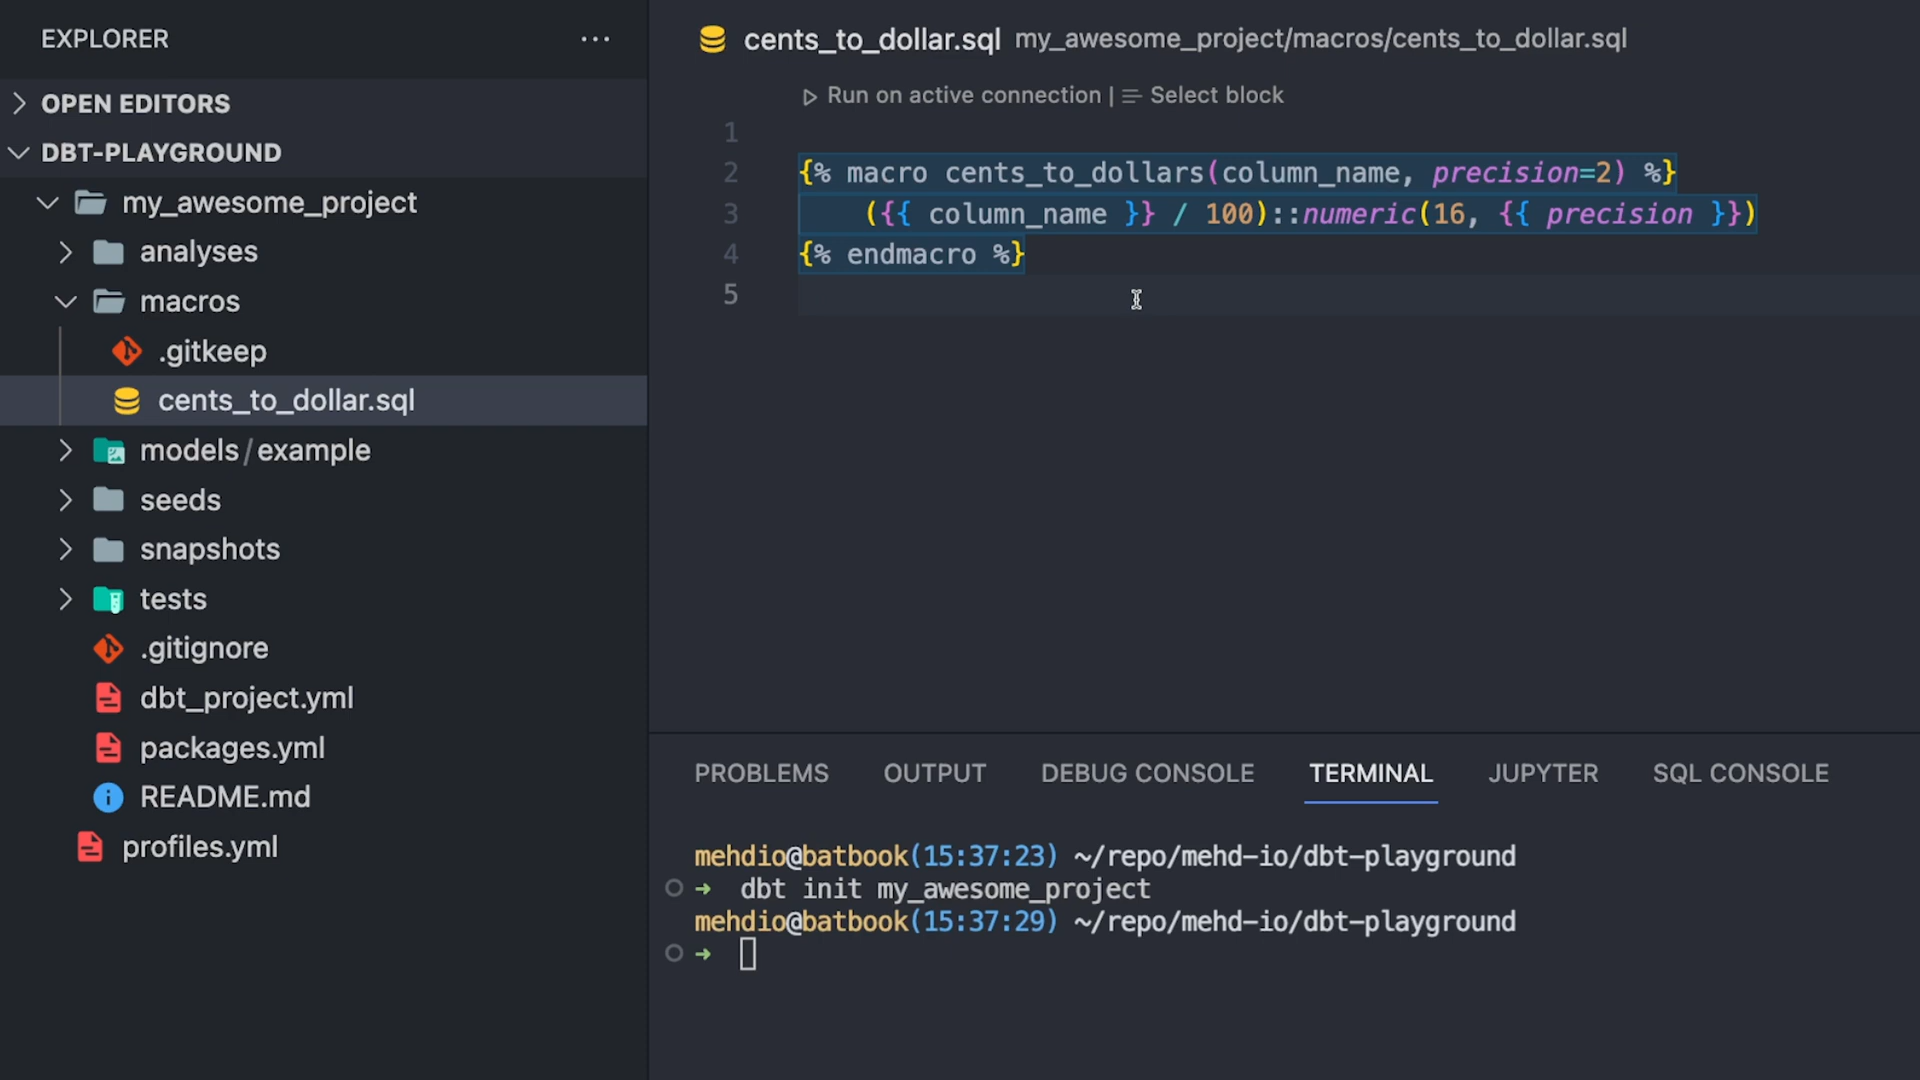 EXPLORER
OPEN EDITORS
DBT-PLAYGROUND
my_awesome_project
analyses
macros
.gitkeep
cents_to_dollar.sql
models/example
seeds
snapshots
tests
.gitignore
dbt_project.yml
packages.yml
README.md
profiles.yml
cents_to_dollar.sql my_awesome_project/macros/cents_to_dollar.sql
Run on active connection | Select block
1
2 {% macro cents_to_dollars(column_name, precision=2) %}
3 ({{ column_name }} / 100)::numeric(16, {{ precision }})
4 {% endmacro %}
5
PROBLEMS OUTPUT DEBUG CONSOLE TERMINAL JUPYTER SQL CONSOLE
mehdio@batbook(15:37:23) ~/repo/mehd-io/dbt-playground
➜ dbt init my_awesome_project
mehdio@batbook(15:37:29) ~/repo/mehd-io/dbt-playground
➜